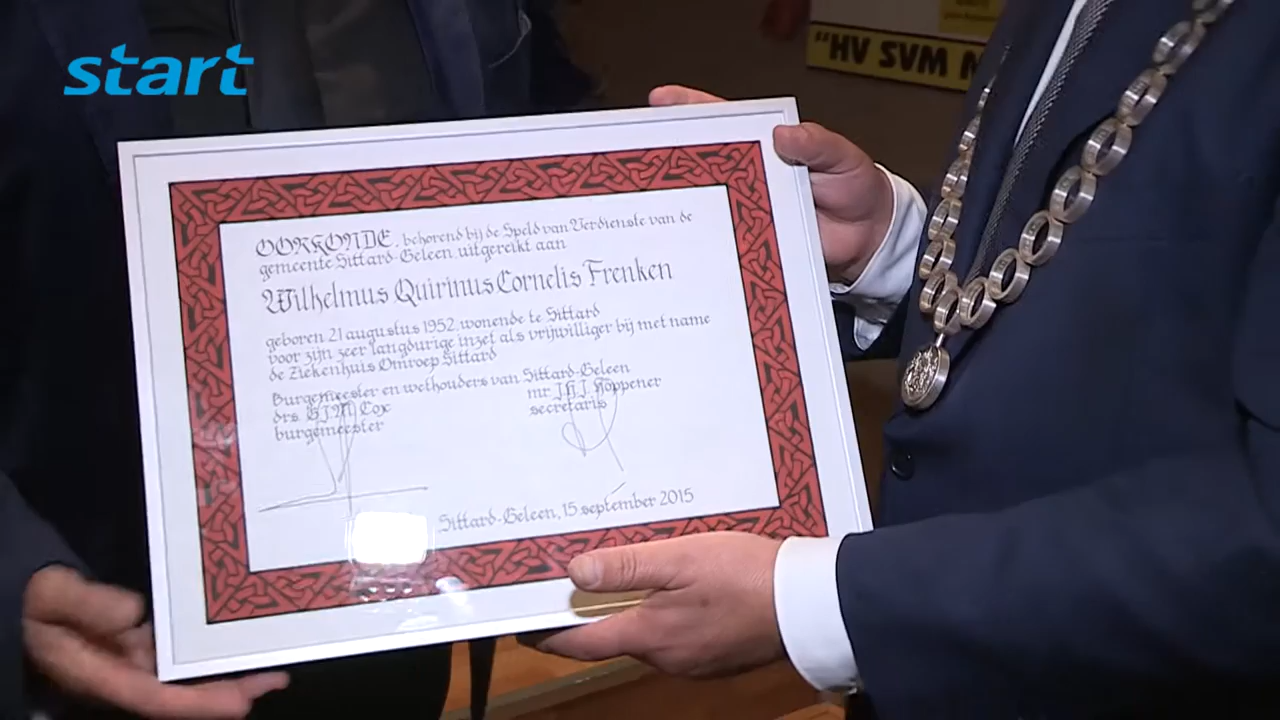 start
"HV SVM
OORKONDE, behorend bij de Speld van Verdienste van de
gemeente Sittard-Geleen, uitgereikt aan
Wilhelmus Quirinus Cornelis Frenken
geboren 21 augustus 1952, wonende te Sittard
voor zijn zeer langdurige inzet als vrijwilliger bij met name
de Ziekenhuis Omroep Sittard
Burgemeester en wethouders van Sittard-Geleen
drs. G.J.M. Cox
burgemeester
mr. J.H.J. Höppener
secretaris
Sittard-Geleen, 15 september 2015